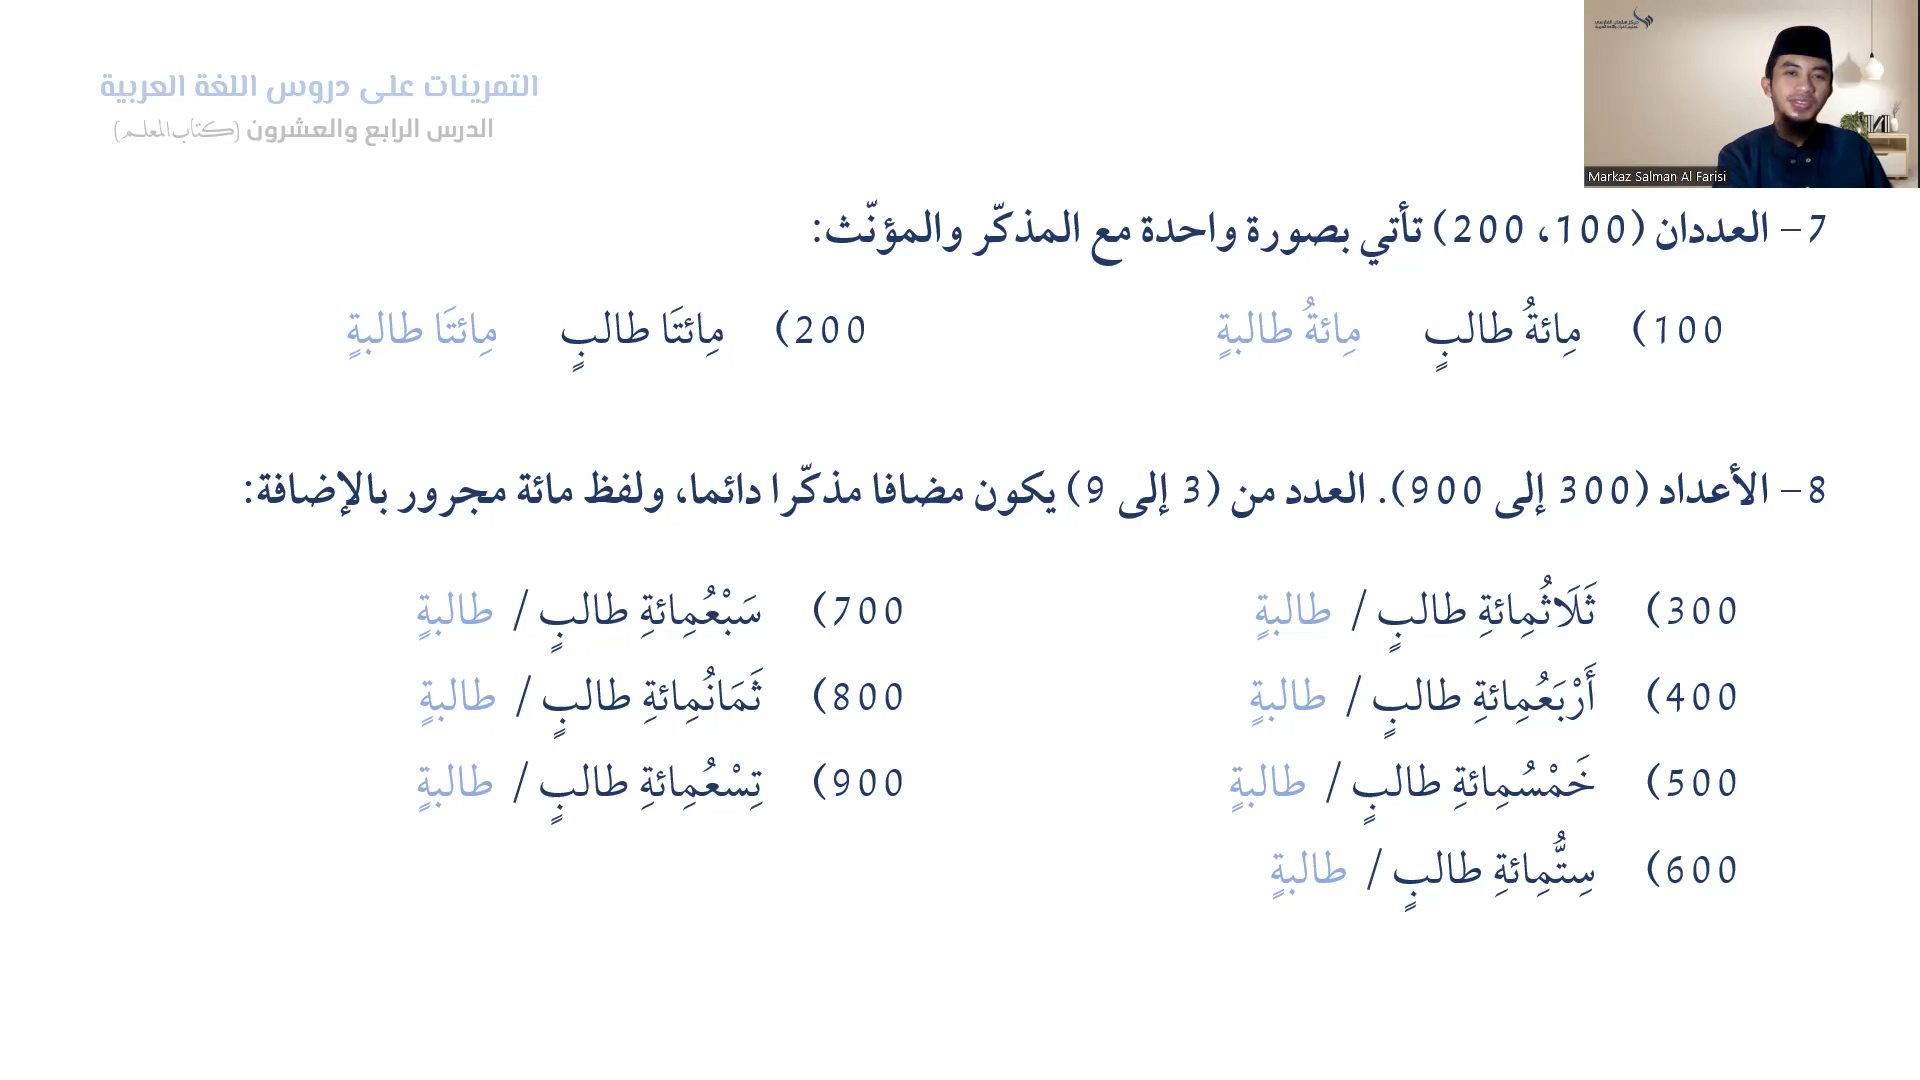 التمرينات على دروس اللغة العربية
الدرس الرابع والعشرون (كتاب المعلم)
مركز سلمان الفارسي
Markaz Salman Al Farisi
7– العددان (100، 200) تأتي بصورة واحدة مع المذكّر والمؤنّث:
100) مِائةُ طالبٍ مِائةُ طالبةٍ 200) مِائتَا طالبٍ مِائتَا طالبةٍ
8– الأعداد (300 إلى 900). العدد من (3 إلى 9) يكون مضافا مذكّرا دائما، ولفظ مائة مجرور بالإضافة:
300) ثَلَاثُمِائةِ طالبٍ / طالبةٍ 700) سَبْعُمِائةِ طالبٍ / طالبةٍ
400) أَرْبَعُمِائةِ طالبٍ / طالبةٍ 800) ثَمَانُمِائةِ طالبٍ / طالبةٍ
500) خَمْسُمِائةِ طالبٍ / طالبةٍ 900) تِسْعُمِائةِ طالبٍ / طالبةٍ
600) سِتُّمِائةِ طالبٍ / طالبةٍ